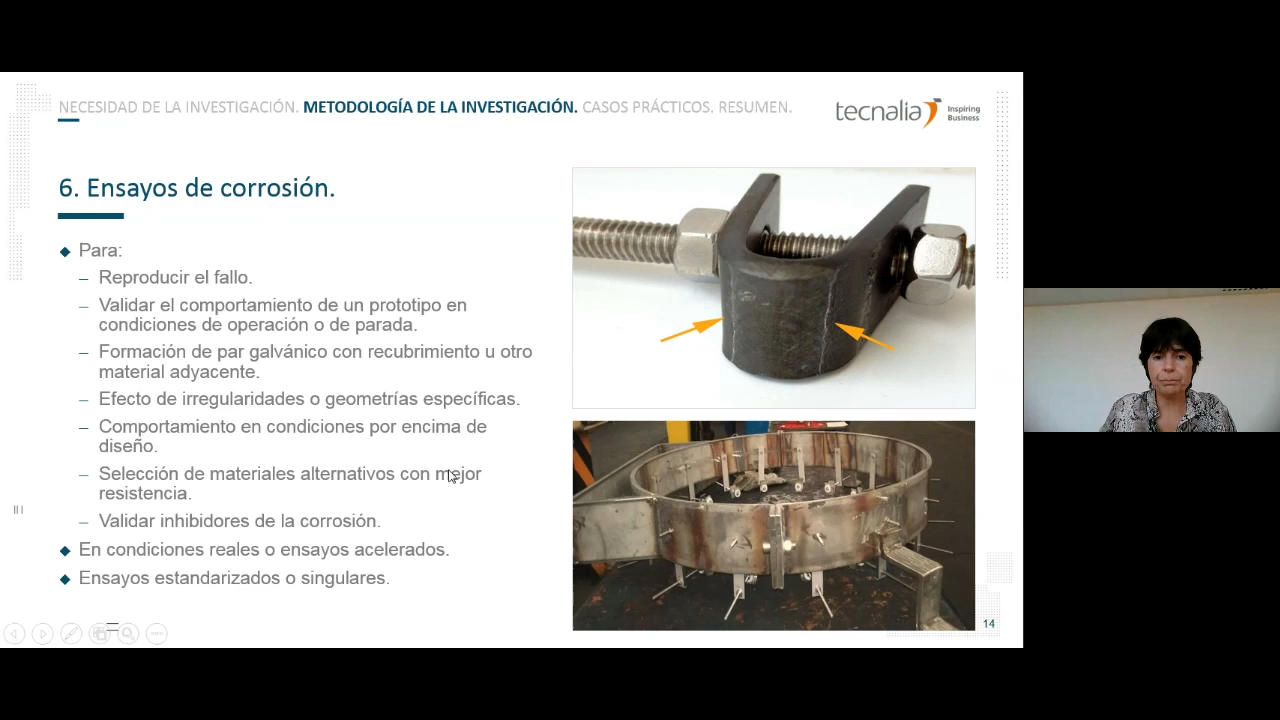 NECESIDAD DE LA INVESTIGACIÓN. METODOLOGÍA DE LA INVESTIGACIÓN. CASOS PRÁCTICOS. RESUMEN.
tecnalia Inspiring
Business
6. Ensayos de corrosión.
Para:
– Reproducir el fallo.
– Validar el comportamiento de un prototipo en
condiciones de operación o de parada.
– Formación de par galvánico con recubrimiento u otro
material adyacente.
– Efecto de irregularidades o geometrías específicas.
– Comportamiento en condiciones por encima de
diseño.
– Selección de materiales alternativos con mejor
resistencia.
– Validar inhibidores de la corrosión.
En condiciones reales o ensayos acelerados.
Ensayos estandarizados o singulares.
14